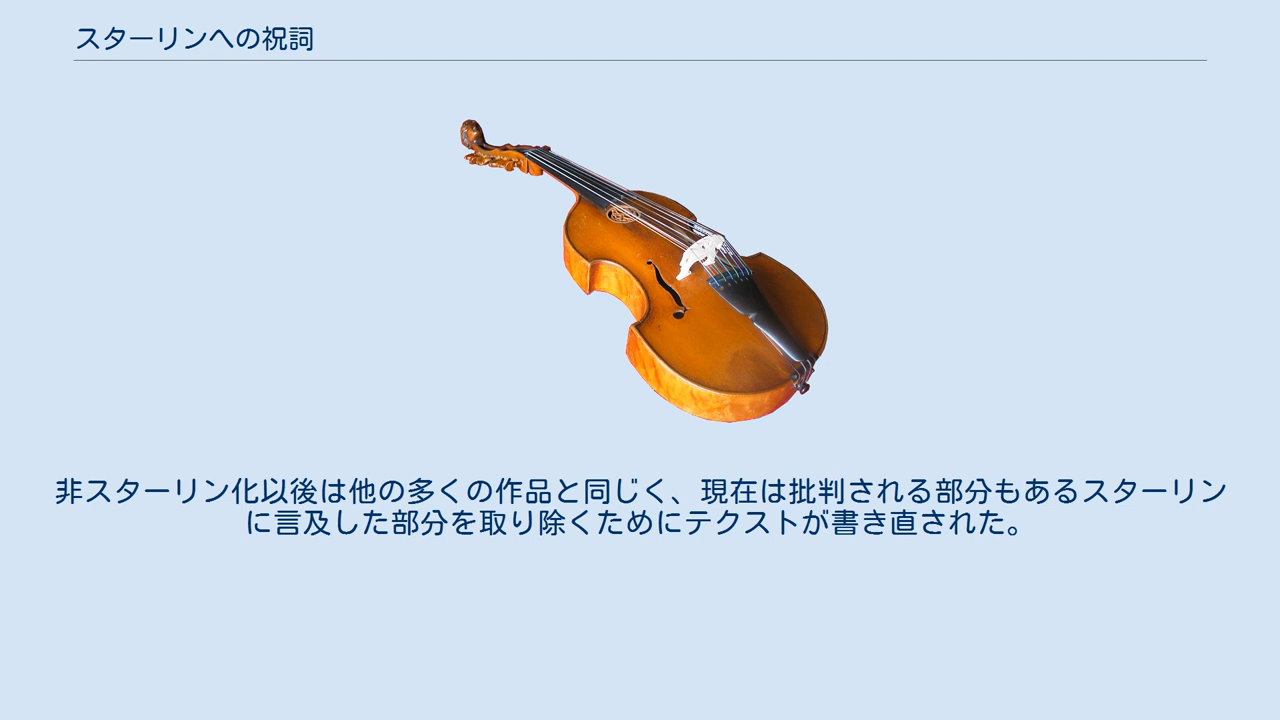 スターリンへの祝詞
非スターリン化以後は他の多くの作品と同じく、現在は批判される部分もあるスターリン
に言及した部分を取り除くためにテクストが書き直された。